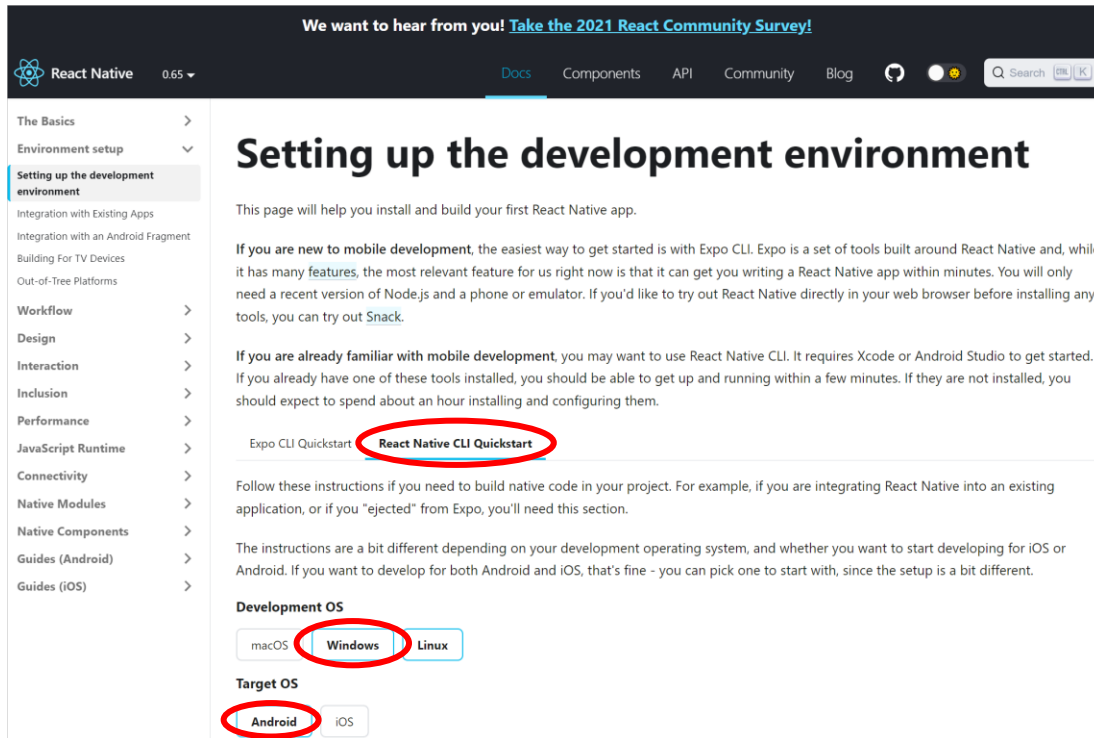 We want to hear from you! Take the 2021 React Community Survey!
React Native 0.65 Docs Components API Community Blog Search CTRL K
The Basics
Environment setup
Setting up the development
environment
Integration with Existing Apps
Integration with an Android Fragment
Building For TV Devices
Out-of-Tree Platforms
Workflow
Design
Interaction
Inclusion
Performance
JavaScript Runtime
Connectivity
Native Modules
Native Components
Guides (Android)
Guides (iOS)
Setting up the development environment
This page will help you install and build your first React Native app.
If you are new to mobile development, the easiest way to get started is with Expo CLI. Expo is a set of tools built around React Native and, whil
it has many features, the most relevant feature for us right now is that it can get you writing a React Native app within minutes. You will only
need a recent version of Node.js and a phone or emulator. If you'd like to try out React Native directly in your web browser before installing any
tools, you can try out Snack.
If you are already familiar with mobile development, you may want to use React Native CLI. It requires Xcode or Android Studio to get started.
If you already have one of these tools installed, you should be able to get up and running within a few minutes. If they are not installed, you
should expect to spend about an hour installing and configuring them.
Expo CLI Quickstart React Native CLI Quickstart
Follow these instructions if you need to build native code in your project. For example, if you are integrating React Native into an existing
application, or if you "ejected" from Expo, you'll need this section.
The instructions are a bit different depending on your development operating system, and whether you want to start developing for iOS or
Android. If you want to develop for both Android and iOS, that's fine - you can pick one to start with, since the setup is a bit different.
Development OS
macOS Windows Linux
Target OS
Android iOS